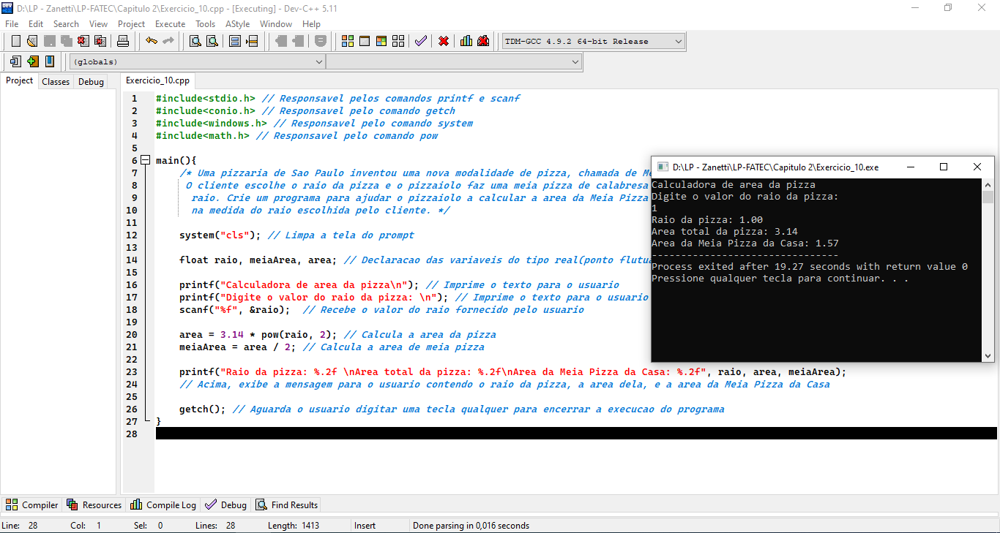 D:\LP - Zanetti\LP-FATEC\Capitulo 2\Exercicio_10.cpp - [Executing] - Dev-C++ 5.11
File Edit Search View Project Execute Tools AStyle Window Help
TDM-GCC 4.9.2 64-bit Release
(globals)
Project Classes Debug
Exercicio_10.cpp
1 #include<stdio.h> // Responsavel pelos comandos printf e scanf
2 #include<conio.h> // Responsavel pelo comando getch
3 #include<windows.h> // Responsavel pelo comando system
4 #include<math.h> // Responsavel pelo comando pow
5
6 main(){
7 /* Uma pizzaria de Sao Paulo inventou uma nova modalidade de pizza, chamada de
8 O cliente escolhe o raio da pizza e o pizzaiolo faz uma meia pizza de calabresa
9 raio. Crie um programa para ajudar o pizzaiolo a calcular a area da Meia Pizza
10 na medida do raio escolhida pelo cliente. */
11
12 system("cls"); // Limpa a tela do prompt
13
14 float raio, meiaArea, area; // Declaracao das variaveis do tipo real(ponto flutua
15
16 printf("Calculadora de area da pizza\n"); // Imprime o texto para o usuario
17 printf("Digite o valor do raio da pizza: \n"); // Imprime o texto para o usuario
18 scanf("%f", &raio); // Recebe o valor do raio fornecido pelo usuario
19
20 area = 3.14 * pow(raio, 2); // Calcula a area da pizza
21 meiaArea = area / 2; // Calcula a area de meia pizza
22
23 printf("Raio da pizza: %.2f \nArea total da pizza: %.2f\nArea da Meia Pizza da Casa: %.2f", raio, area, meiaArea);
24 // Acima, exibe a mensagem para o usuario contendo o raio da pizza, a area dela, e a area da Meia Pizza da Casa
25
26 getch(); // Aguarda o usuario digitar uma tecla qualquer para encerrar a execucao do programa
27 }
28
D:\LP - Zanetti\LP-FATEC\Capitulo 2\Exercicio_10.exe
Calculadora de area da pizza
Digite o valor do raio da pizza:
1
Raio da pizza: 1.00
Area total da pizza: 3.14
Area da Meia Pizza da Casa: 1.57
--------------------------------
Process exited after 19.27 seconds with return value 0
Pressione qualquer tecla para continuar. . .
Compiler Resources Compile Log Debug Find Results
Line: 28 Col: 1 Sel: 0 Lines: 28 Length: 1413 Insert Done parsing in 0,016 seconds